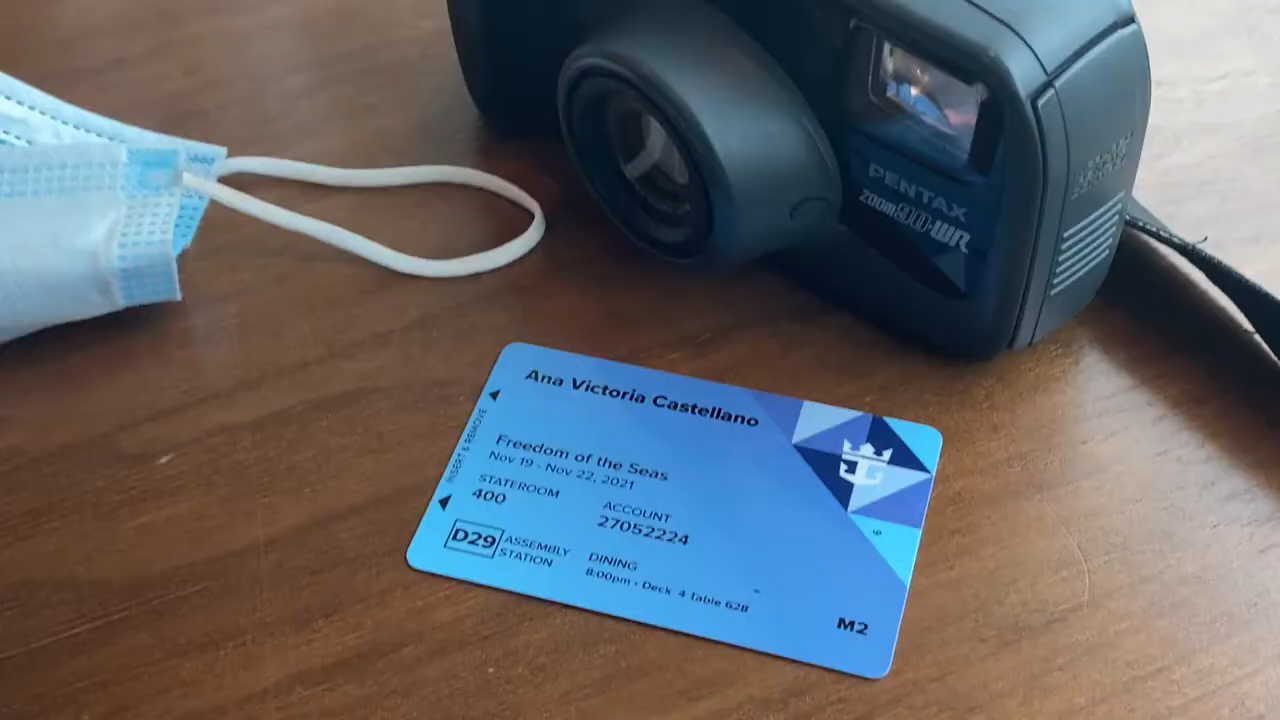 PENTAX
zoom 90-WR
Ana Victoria Castellano
INSERT & REMOVE
Freedom of the Seas
Nov 19 - Nov 22, 2021
STATEROOM
400
ACCOUNT
27052224
D29 ASSEMBLY
STATION
DINING
8:00pm • Deck 4 Table 628
M2